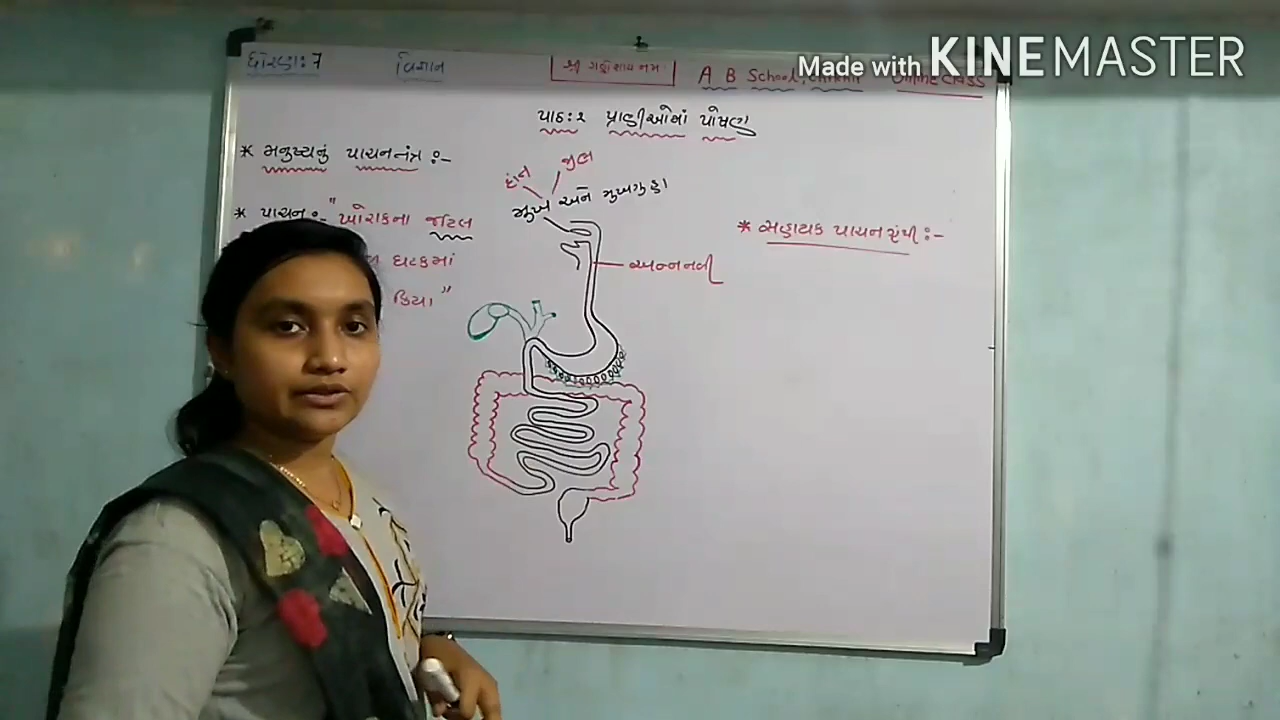 Made with KINEMASTER
ધોરણ: 7 વિજ્ઞાન શ્રી ગણેશાય નમ: A B School,
પાઠ: ૨ પ્રાણીઓમાં પોષણ
* મનુષ્યનું પાચનતંત્ર :-
દાંત જીભ
મુખ અને મુખગુહા
* પાચન :- "ખોરાકના જટિલ
ઘટકમાં
ક્રિયા"
અન્નનળી
* સહાયક પાચનગ્રંથી :-